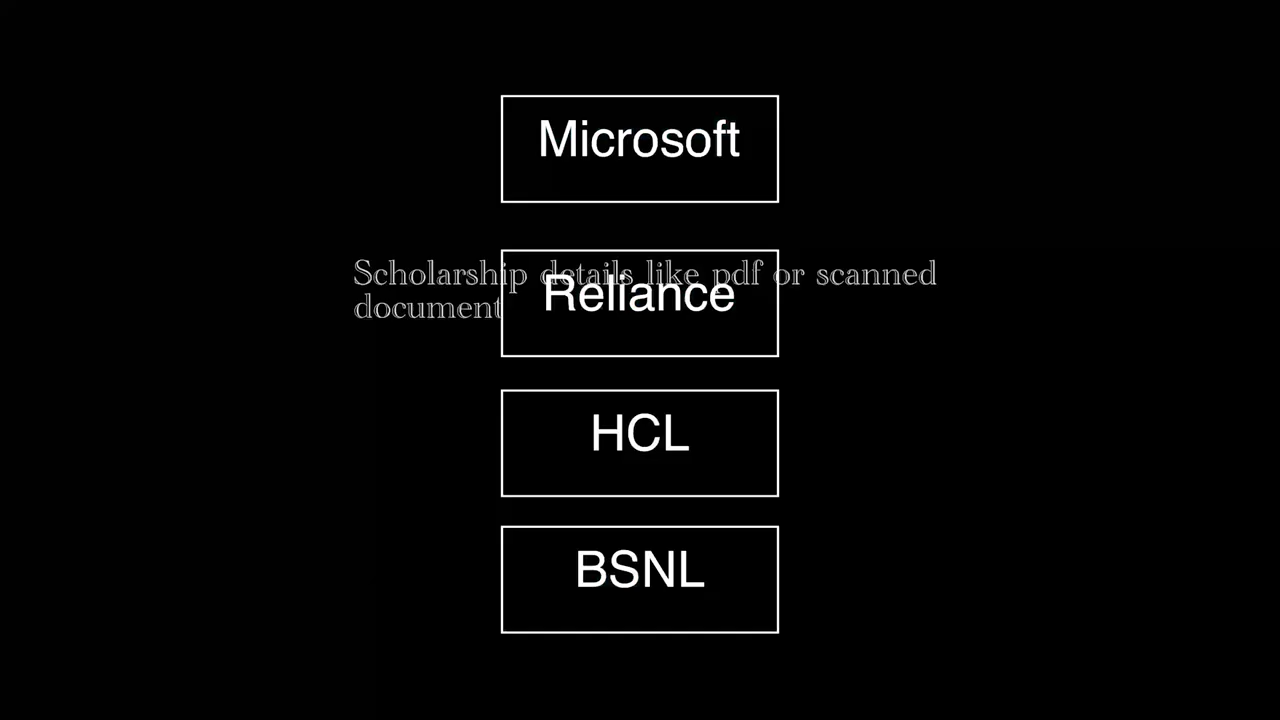 Microsoft
Scholarship details like pdf or scanned
document
Reliance
HCL
BSNL